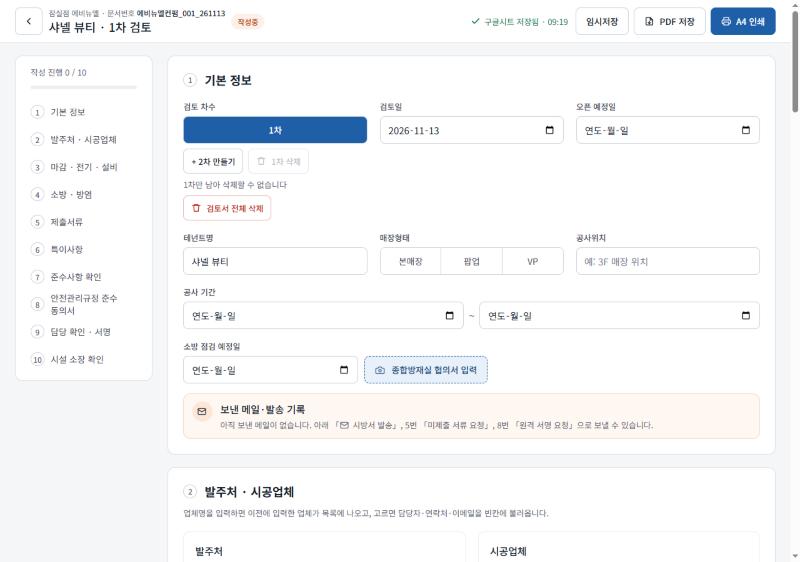 잠실점 에비뉴엘 · 문서번호 에비뉴엘컨펌_001_261113
샤넬 뷰티 · 1차 검토
작성중
구글시트 저장됨 · 09:19
임시저장
PDF 저장
A4 인쇄
작성 진행 0 / 10
1 기본 정보
2 발주처 · 시공업체
3 마감 · 전기 · 설비
4 소방 · 방염
5 제출서류
6 특이사항
7 준수사항 확인
8 안전관리규정 준수
동의서
9 담당 확인 · 서명
10 시설 소장 확인
1 기본 정보
검토 차수
검토일
오픈 예정일
1차
2026-11-13
연도-월-일
+ 2차 만들기
1차 삭제
1차만 남아 삭제할 수 없습니다
검토서 전체 삭제
테넌트명
매장형태
공사위치
샤넬 뷰티
본매장
팝업
VP
예: 3F 매장 위치
공사 기간
연도-월-일
~
연도-월-일
소방 점검 예정일
연도-월-일
종합방재실 협의서 입력
보낸 메일·발송 기록
아직 보낸 메일이 없습니다. 아래 「 시방서 발송」, 5번 「미제출 서류 요청」, 8번 「원격 서명 요청」으로 보낼 수 있습니다.
2 발주처 · 시공업체
업체명을 입력하면 이전에 입력한 업체가 목록에 나오고, 고르면 담당자·연락처·이메일을 빈칸에 불러옵니다.
발주처
시공업체